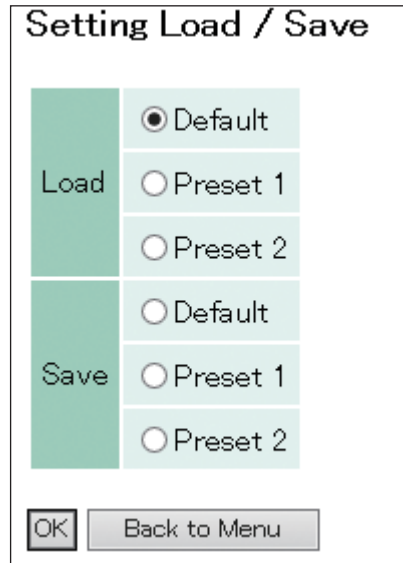 Setting Load / Save
Load
Default
Preset 1
Preset 2
Save
Default
Preset 1
Preset 2
OK
Back to Menu